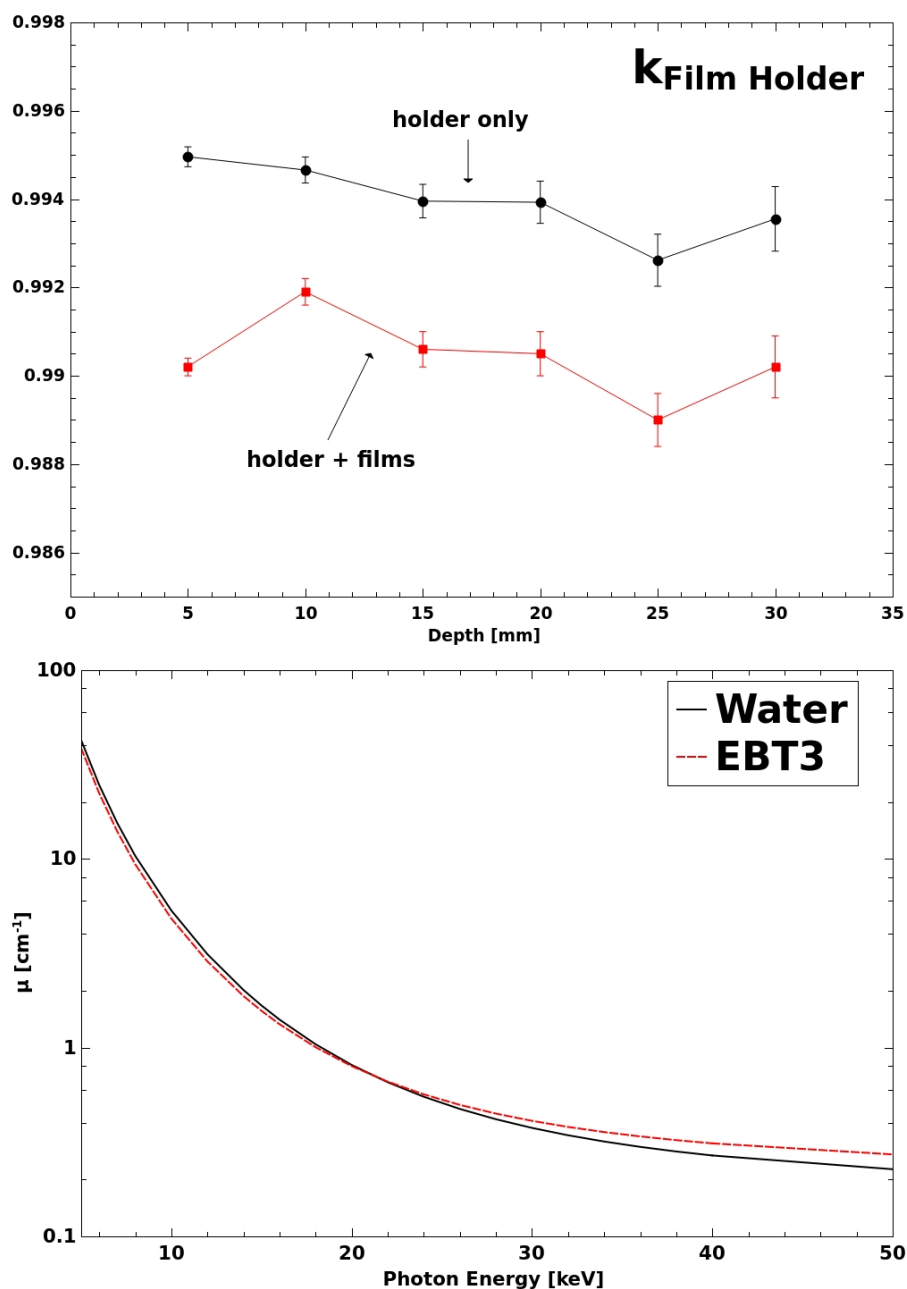 0.998
0.996
0.994
0.992
0.99
0.988
0.986
k Film Holder
holder only
holder + films
0 5 10 15 20 25 30 35
Depth [mm]
100
10
1
0.1
μ [cm-1]
Water
EBT3
10 20 30 40 50
Photon Energy [keV]